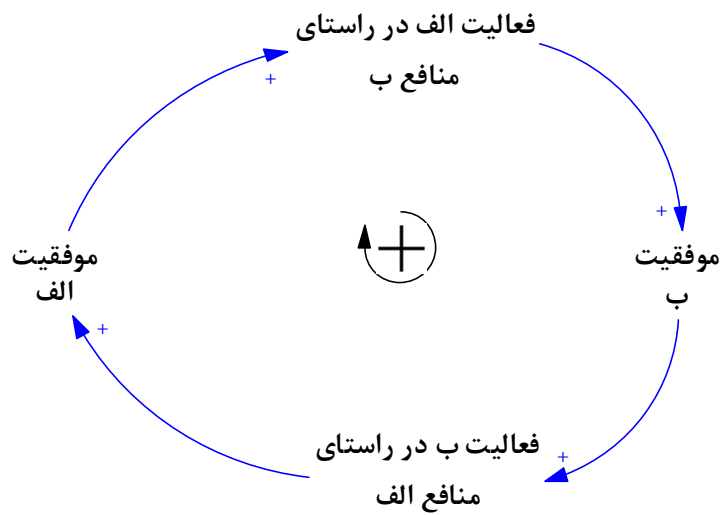 فعالیت الف در راستای
منافع ب
+
+
موفقیت
الف
+
موفقیت
ب
+
فعالیت ب در راستای
منافع الف
+